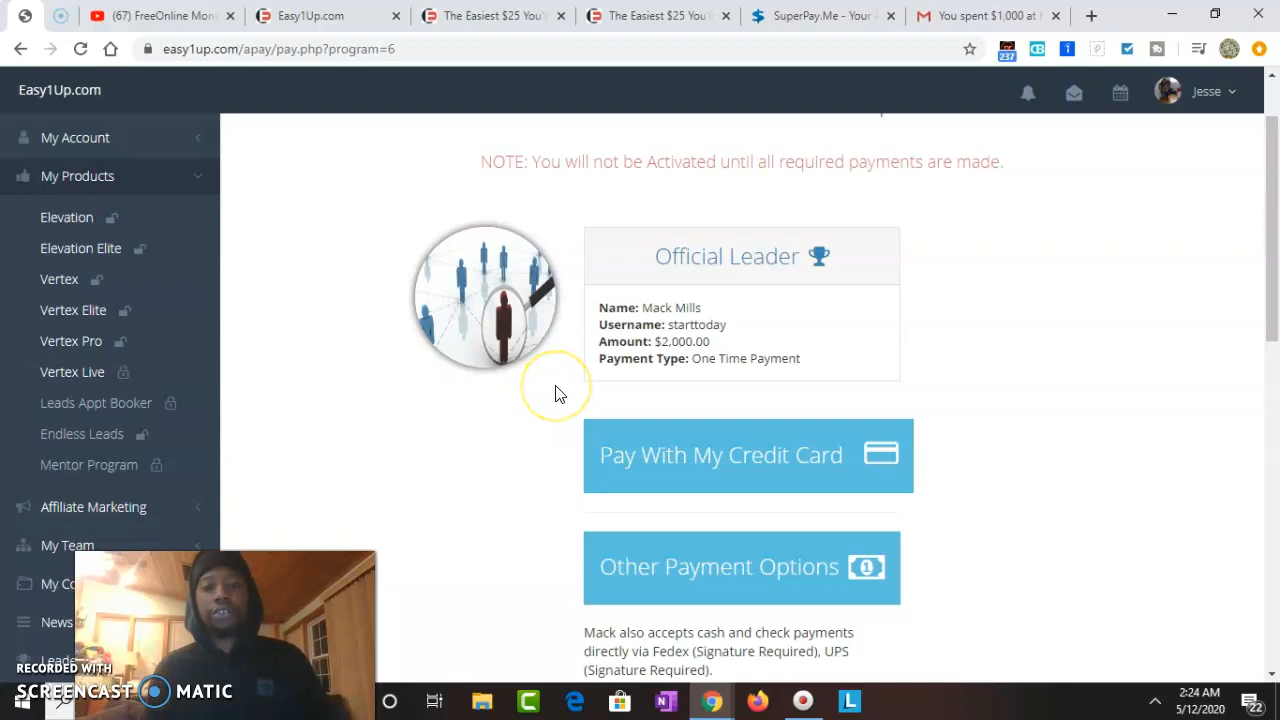 (67) FreeOnline Mone
Easy1Up.com
The Easiest $25 You'l
The Easiest $25 You'l
SuperPay.Me - Your A
You spent $1,000 at N
easy1up.com/apay/pay.php?program=6
237
Easy1Up.com
Jesse
My Account
My Products
Elevation
Elevation Elite
Vertex
Vertex Elite
Vertex Pro
Vertex Live
Leads Appt Booker
Endless Leads
Mentor Program
Affiliate Marketing
My Team
My Co
News
NOTE: You will not be Activated until all required payments are made.
Official Leader
Name: Mack Mills
Username: starttoday
Amount: $2,000.00
Payment Type: One Time Payment
Pay With My Credit Card
Other Payment Options
Mack also accepts cash and check payments
directly via Fedex (Signature Required), UPS
(Signature Required).
RECORDED WITH
SCREENCAST MATIC
2:24 AM
5/12/2020
22